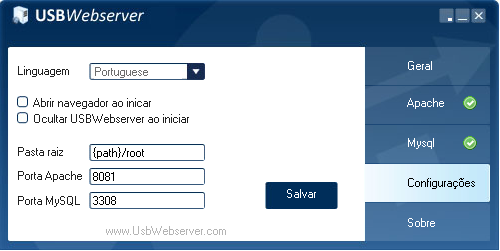 USBWebserver
Linguagem Portuguese
Abrir navegador ao inicar
Ocultar USBWebserver ao iniciar
Pasta raiz {path}/root
Porta Apache 8081
Porta MySQL 3308
Salvar
www.UsbWebserver.com
Geral
Apache
Mysql
Configurações
Sobre